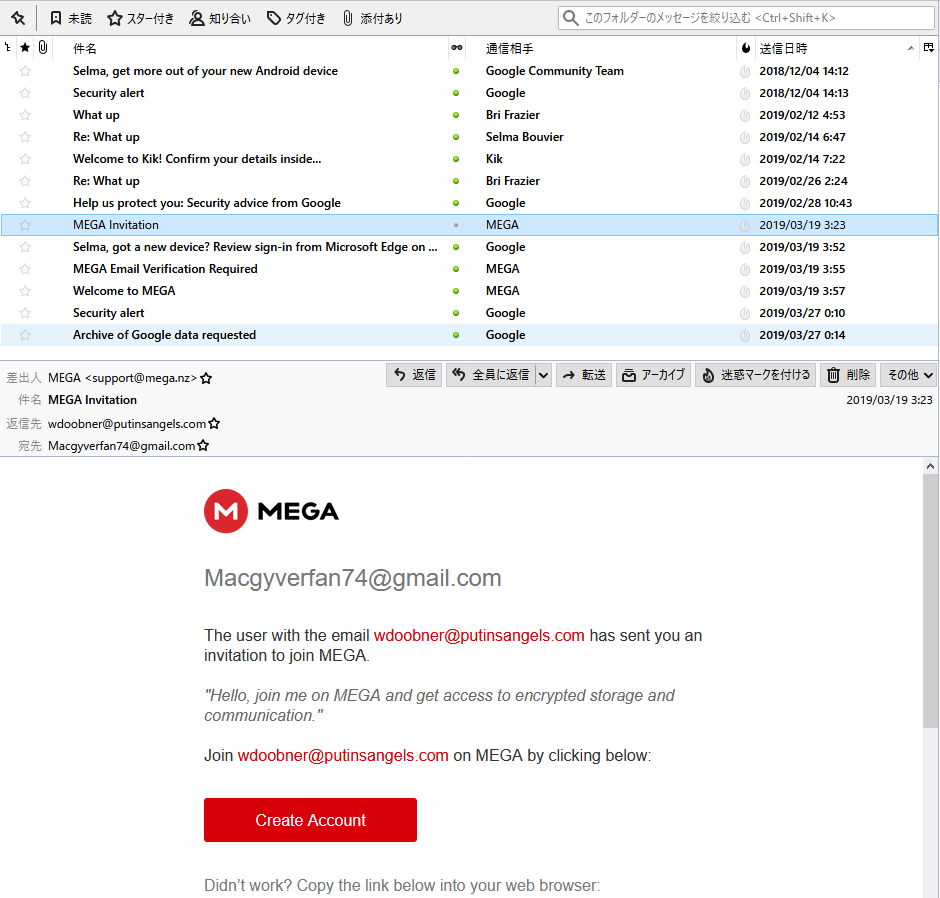 未読 スター付き 知り合い タグ付き 添付あり このフォルダーのメッセージを絞り込む <Ctrl+Shift+K>
件名 通信相手 送信日時
Selma, get more out of your new Android device Google Community Team 2018/12/04 14:12
Security alert Google 2018/12/04 14:13
What up Bri Frazier 2019/02/12 4:53
Re: What up Selma Bouvier 2019/02/14 6:47
Welcome to Kik! Confirm your details inside... Kik 2019/02/14 7:22
Re: What up Bri Frazier 2019/02/26 2:24
Help us protect you: Security advice from Google Google 2019/02/28 10:43
MEGA Invitation MEGA 2019/03/19 3:23
Selma, got a new device? Review sign-in from Microsoft Edge on ... Google 2019/03/19 3:52
MEGA Email Verification Required MEGA 2019/03/19 3:55
Welcome to MEGA MEGA 2019/03/19 3:57
Security alert Google 2019/03/27 0:10
Archive of Google data requested Google 2019/03/27 0:14
差出人 MEGA <support@mega.nz> 返信 全員に返信 転送 アーカイブ 迷惑マークを付ける 削除 その他
件名 MEGA Invitation 2019/03/19 3:23
返信先 wdoobner@putinsangels.com
宛先 Macgyverfan74@gmail.com
M MEGA
Macgyverfan74@gmail.com
The user with the email wdoobner@putinsangels.com has sent you an
invitation to join MEGA.
"Hello, join me on MEGA and get access to encrypted storage and
communication."
Join wdoobner@putinsangels.com on MEGA by clicking below:
Create Account
Didn't work? Copy the link below into your web browser: